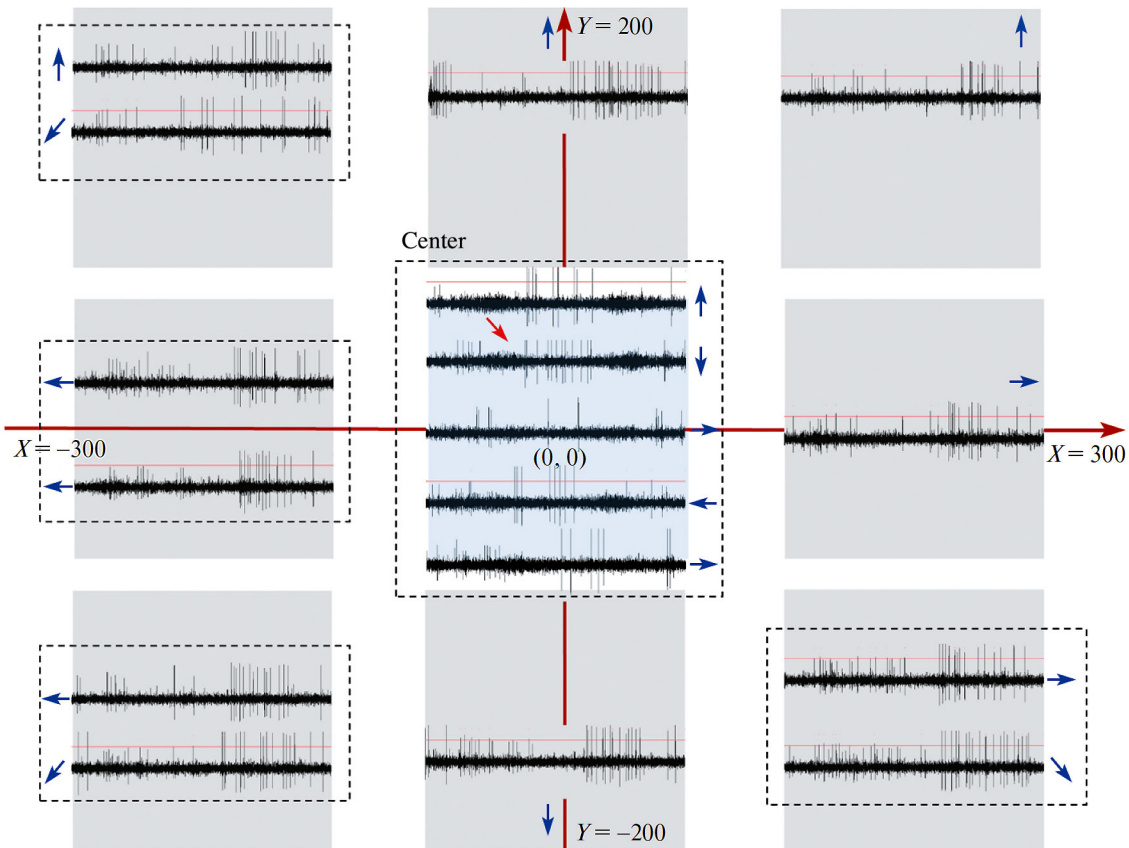 Y = 200
Center
X = –300
(0, 0)
X = 300
Y = –200